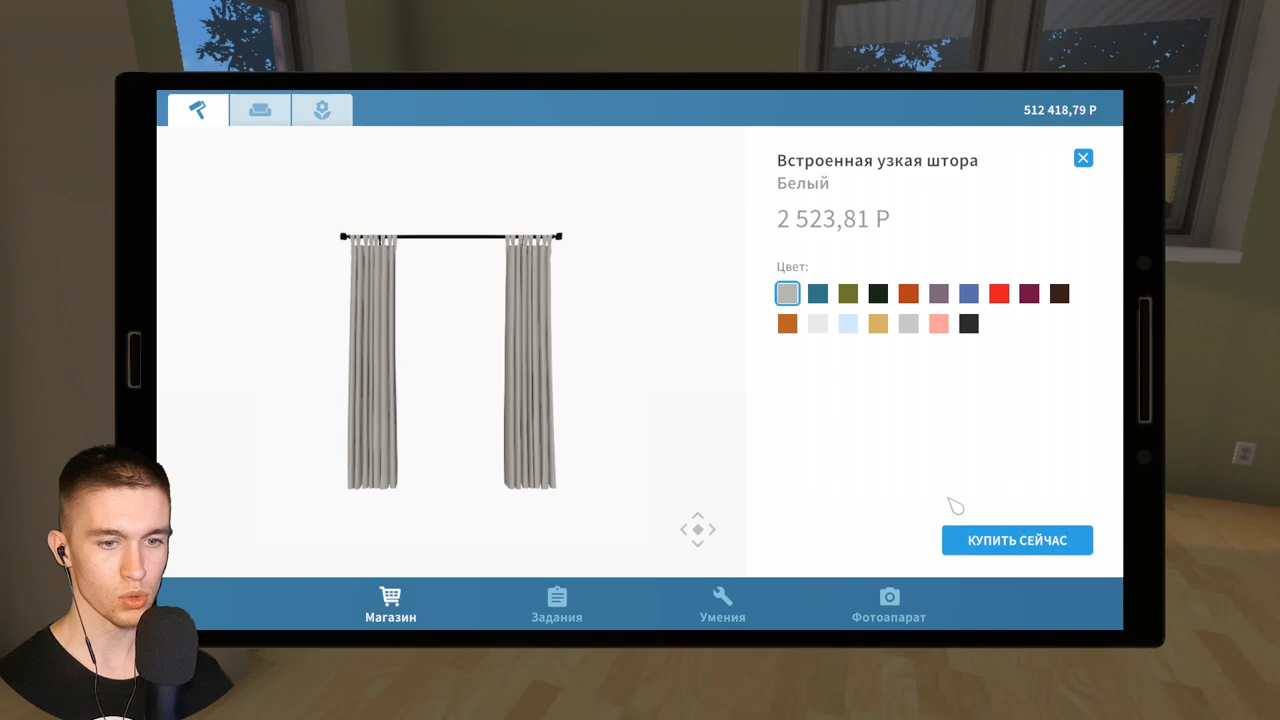 512 418,79 Р
Встроенная узкая штора
Белый
2 523,81 Р
Цвет:
КУПИТЬ СЕЙЧАС
Магазин
Задания
Умения
Фотоапарат